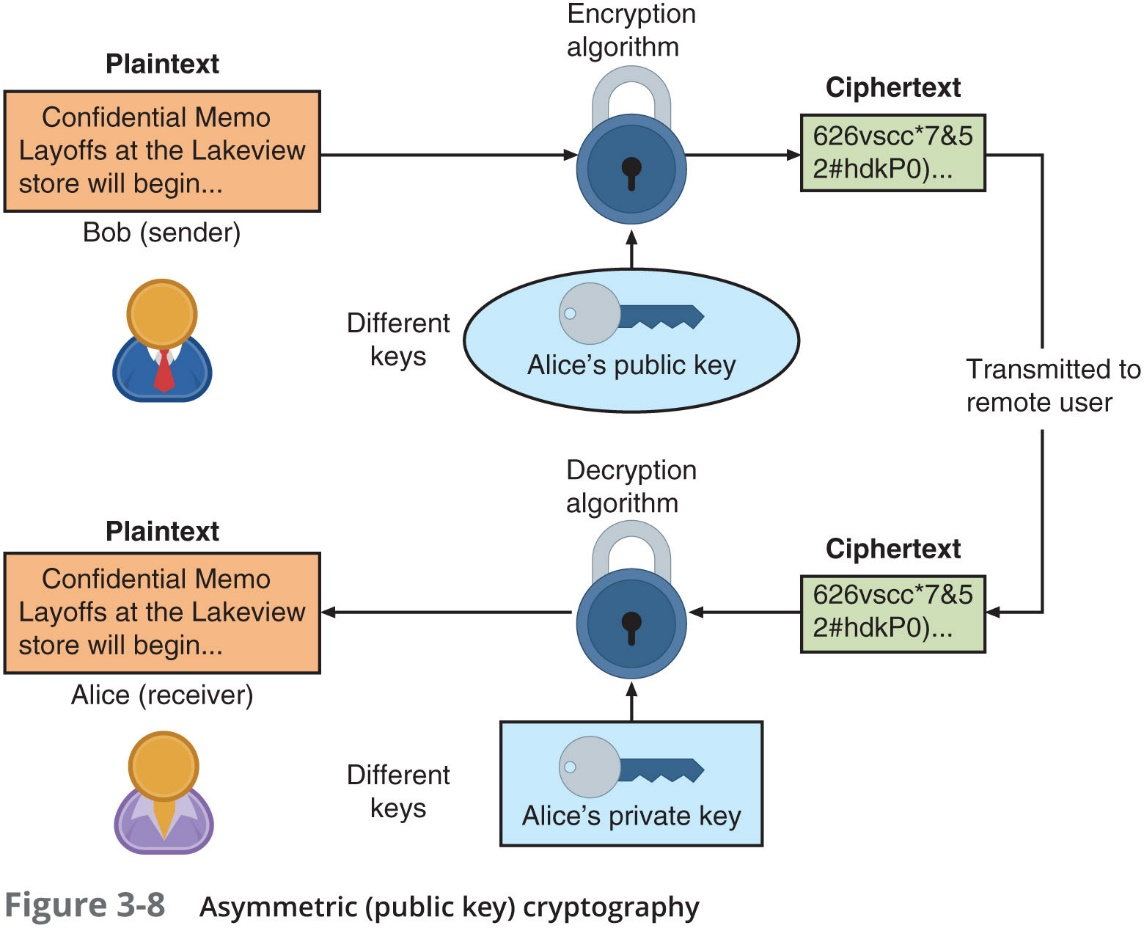 Encryption
algorithm
Plaintext
Confidential Memo
Layoffs at the Lakeview
store will begin...
Bob (sender)
Ciphertext
626vscc*7&5
2#hdkP0)...
Different
keys
Alice’s public key
Transmitted to
remote user
Decryption
algorithm
Plaintext
Confidential Memo
Layoffs at the Lakeview
store will begin...
Alice (receiver)
Ciphertext
626vscc*7&5
2#hdkP0)...
Different
keys
Alice’s private key
Figure 3-8 Asymmetric (public key) cryptography